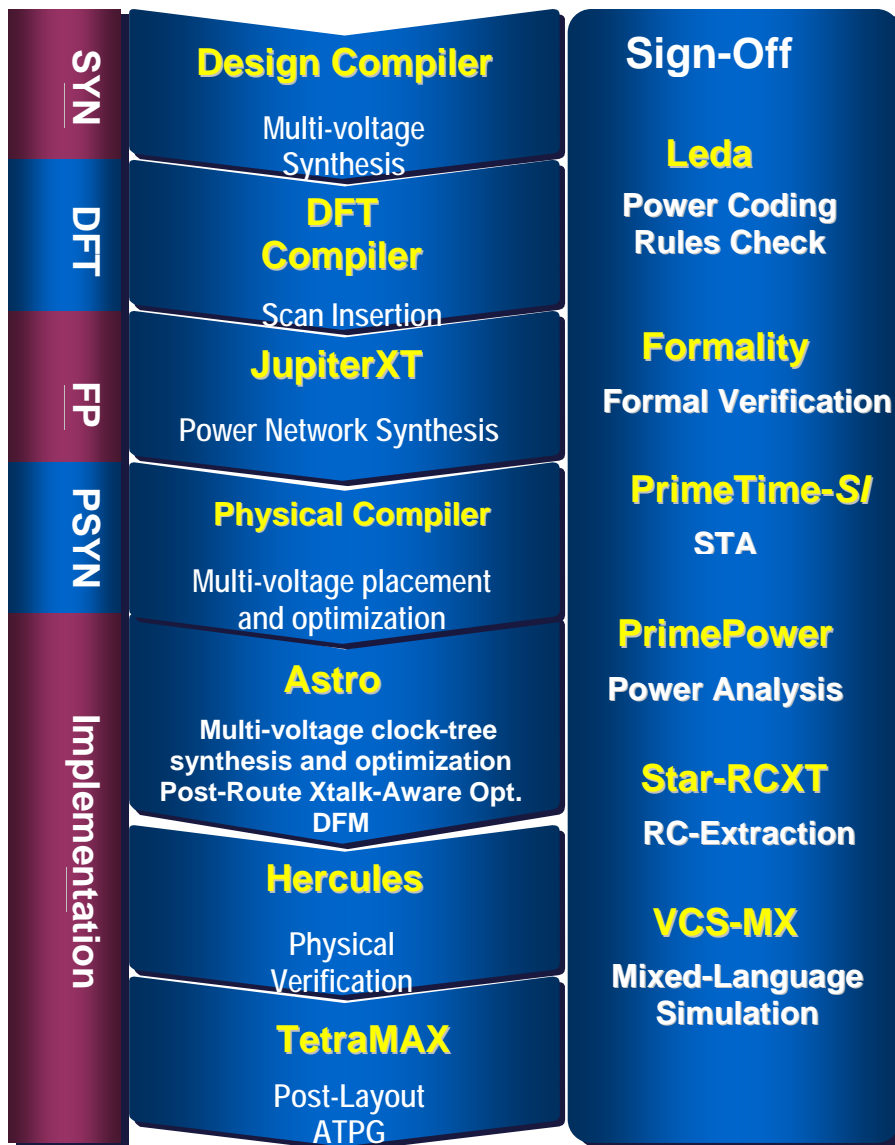 SYN
Design Compiler
Multi-voltage
Synthesis
DFT
DFT
Compiler
Scan Insertion
FP
JupiterXT
Power Network Synthesis
PSYN
Physical Compiler
Multi-voltage placement
and optimization
Implementation
Astro
Multi-voltage clock-tree
synthesis and optimization
Post-Route Xtalk-Aware Opt.
DFM
Hercules
Physical
Verification
TetraMAX
Post-Layout
ATPG
Sign-Off
Leda
Power Coding
Rules Check
Formality
Formal Verification
PrimeTime-SI
STA
PrimePower
Power Analysis
Star-RCXT
RC-Extraction
VCS-MX
Mixed-Language
Simulation